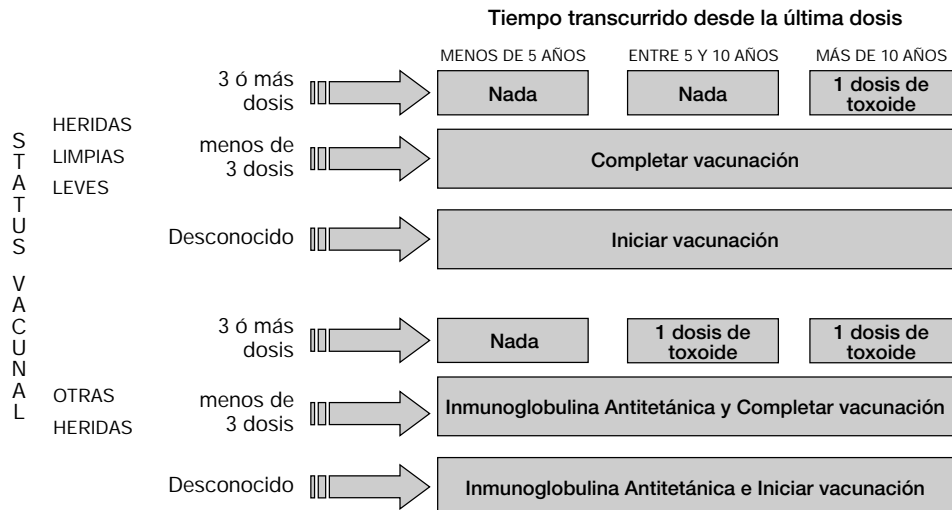 Tiempo transcurrido desde la última dosis
MENOS DE 5 AÑOS ENTRE 5 Y 10 AÑOS MÁS DE 10 AÑOS
STATUS VACUNAL
HERIDAS
LIMPIAS
LEVES
3 ó más
dosis
Nada
Nada
1 dosis de
toxoide
menos de
3 dosis
Completar vacunación
Desconocido
Iniciar vacunación
OTRAS
HERIDAS
3 ó más
dosis
Nada
1 dosis de
toxoide
1 dosis de
toxoide
menos de
3 dosis
Inmunoglobulina Antitetánica y Completar vacunación
Desconocido
Inmunoglobulina Antitetánica e Iniciar vacunación